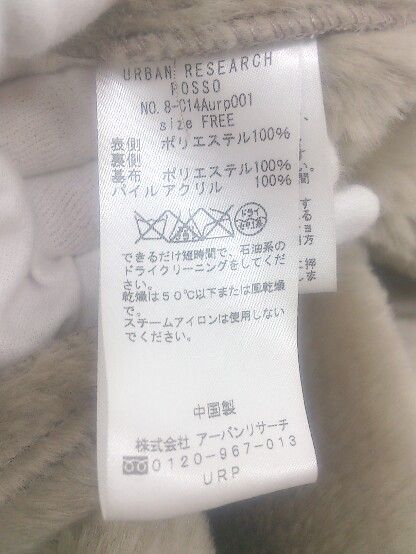 URBAN RESEARCH
ROSSO
NO.8-C14Aurp001
size FREE
表側 ポリエステル100%
裏側
基布 ポリエステル100%
パイル アクリル 100%
ドライ
できるだけ短時間で、石油系の
ドライクリーニングをしてくだ
さい。
乾燥は50℃以下または風乾燥
で。
スチームアイロンは使用しない
でください。
中国製
株式会社 アーバンリサーチ
0120-967-013
URP